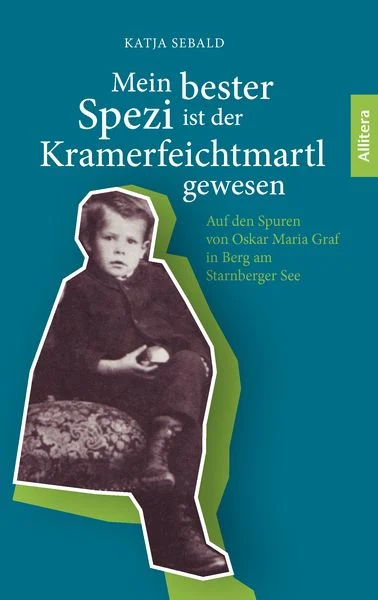 KATJA SEBALD
Mein bester
Spezi ist der
Kramerfeichtmartl
gewesen
Allitera
Auf den Spuren
von Oskar Maria Graf
in Berg am
Starnberger See